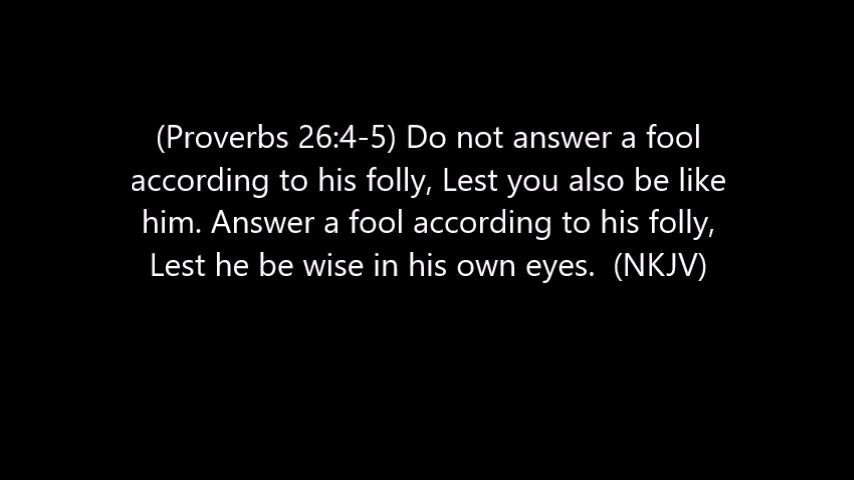 (Proverbs 26:4-5) Do not answer a fool
according to his folly, Lest you also be like
him. Answer a fool according to his folly,
Lest he be wise in his own eyes.  (NKJV)